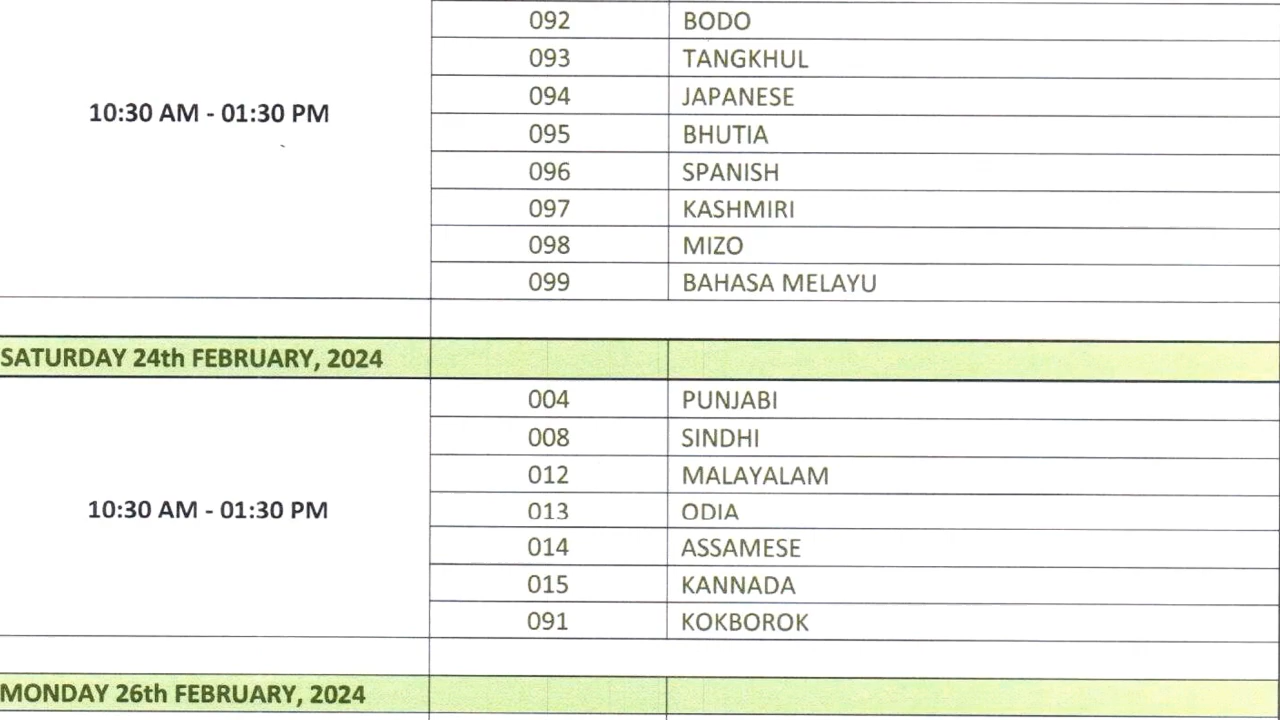 092 BODO
093 TANGKHUL
094 JAPANESE
10:30 AM - 01:30 PM
095 BHUTIA
096 SPANISH
097 KASHMIRI
098 MIZO
099 BAHASA MELAYU
SATURDAY 24th FEBRUARY, 2024
004 PUNJABI
008 SINDHI
012 MALAYALAM
10:30 AM - 01:30 PM
013 ODIA
014 ASSAMESE
015 KANNADA
091 KOKBOROK
MONDAY 26th FEBRUARY, 2024